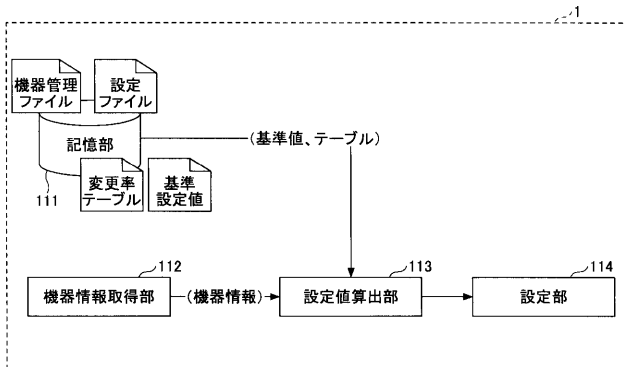 1
機器管理
ファイル
設定
ファイル
記憶部
(基準値、テーブル)
111
変更率
テーブル
基準
設定値
112
113
114
機器情報取得部
(機器情報)
設定値算出部
設定部